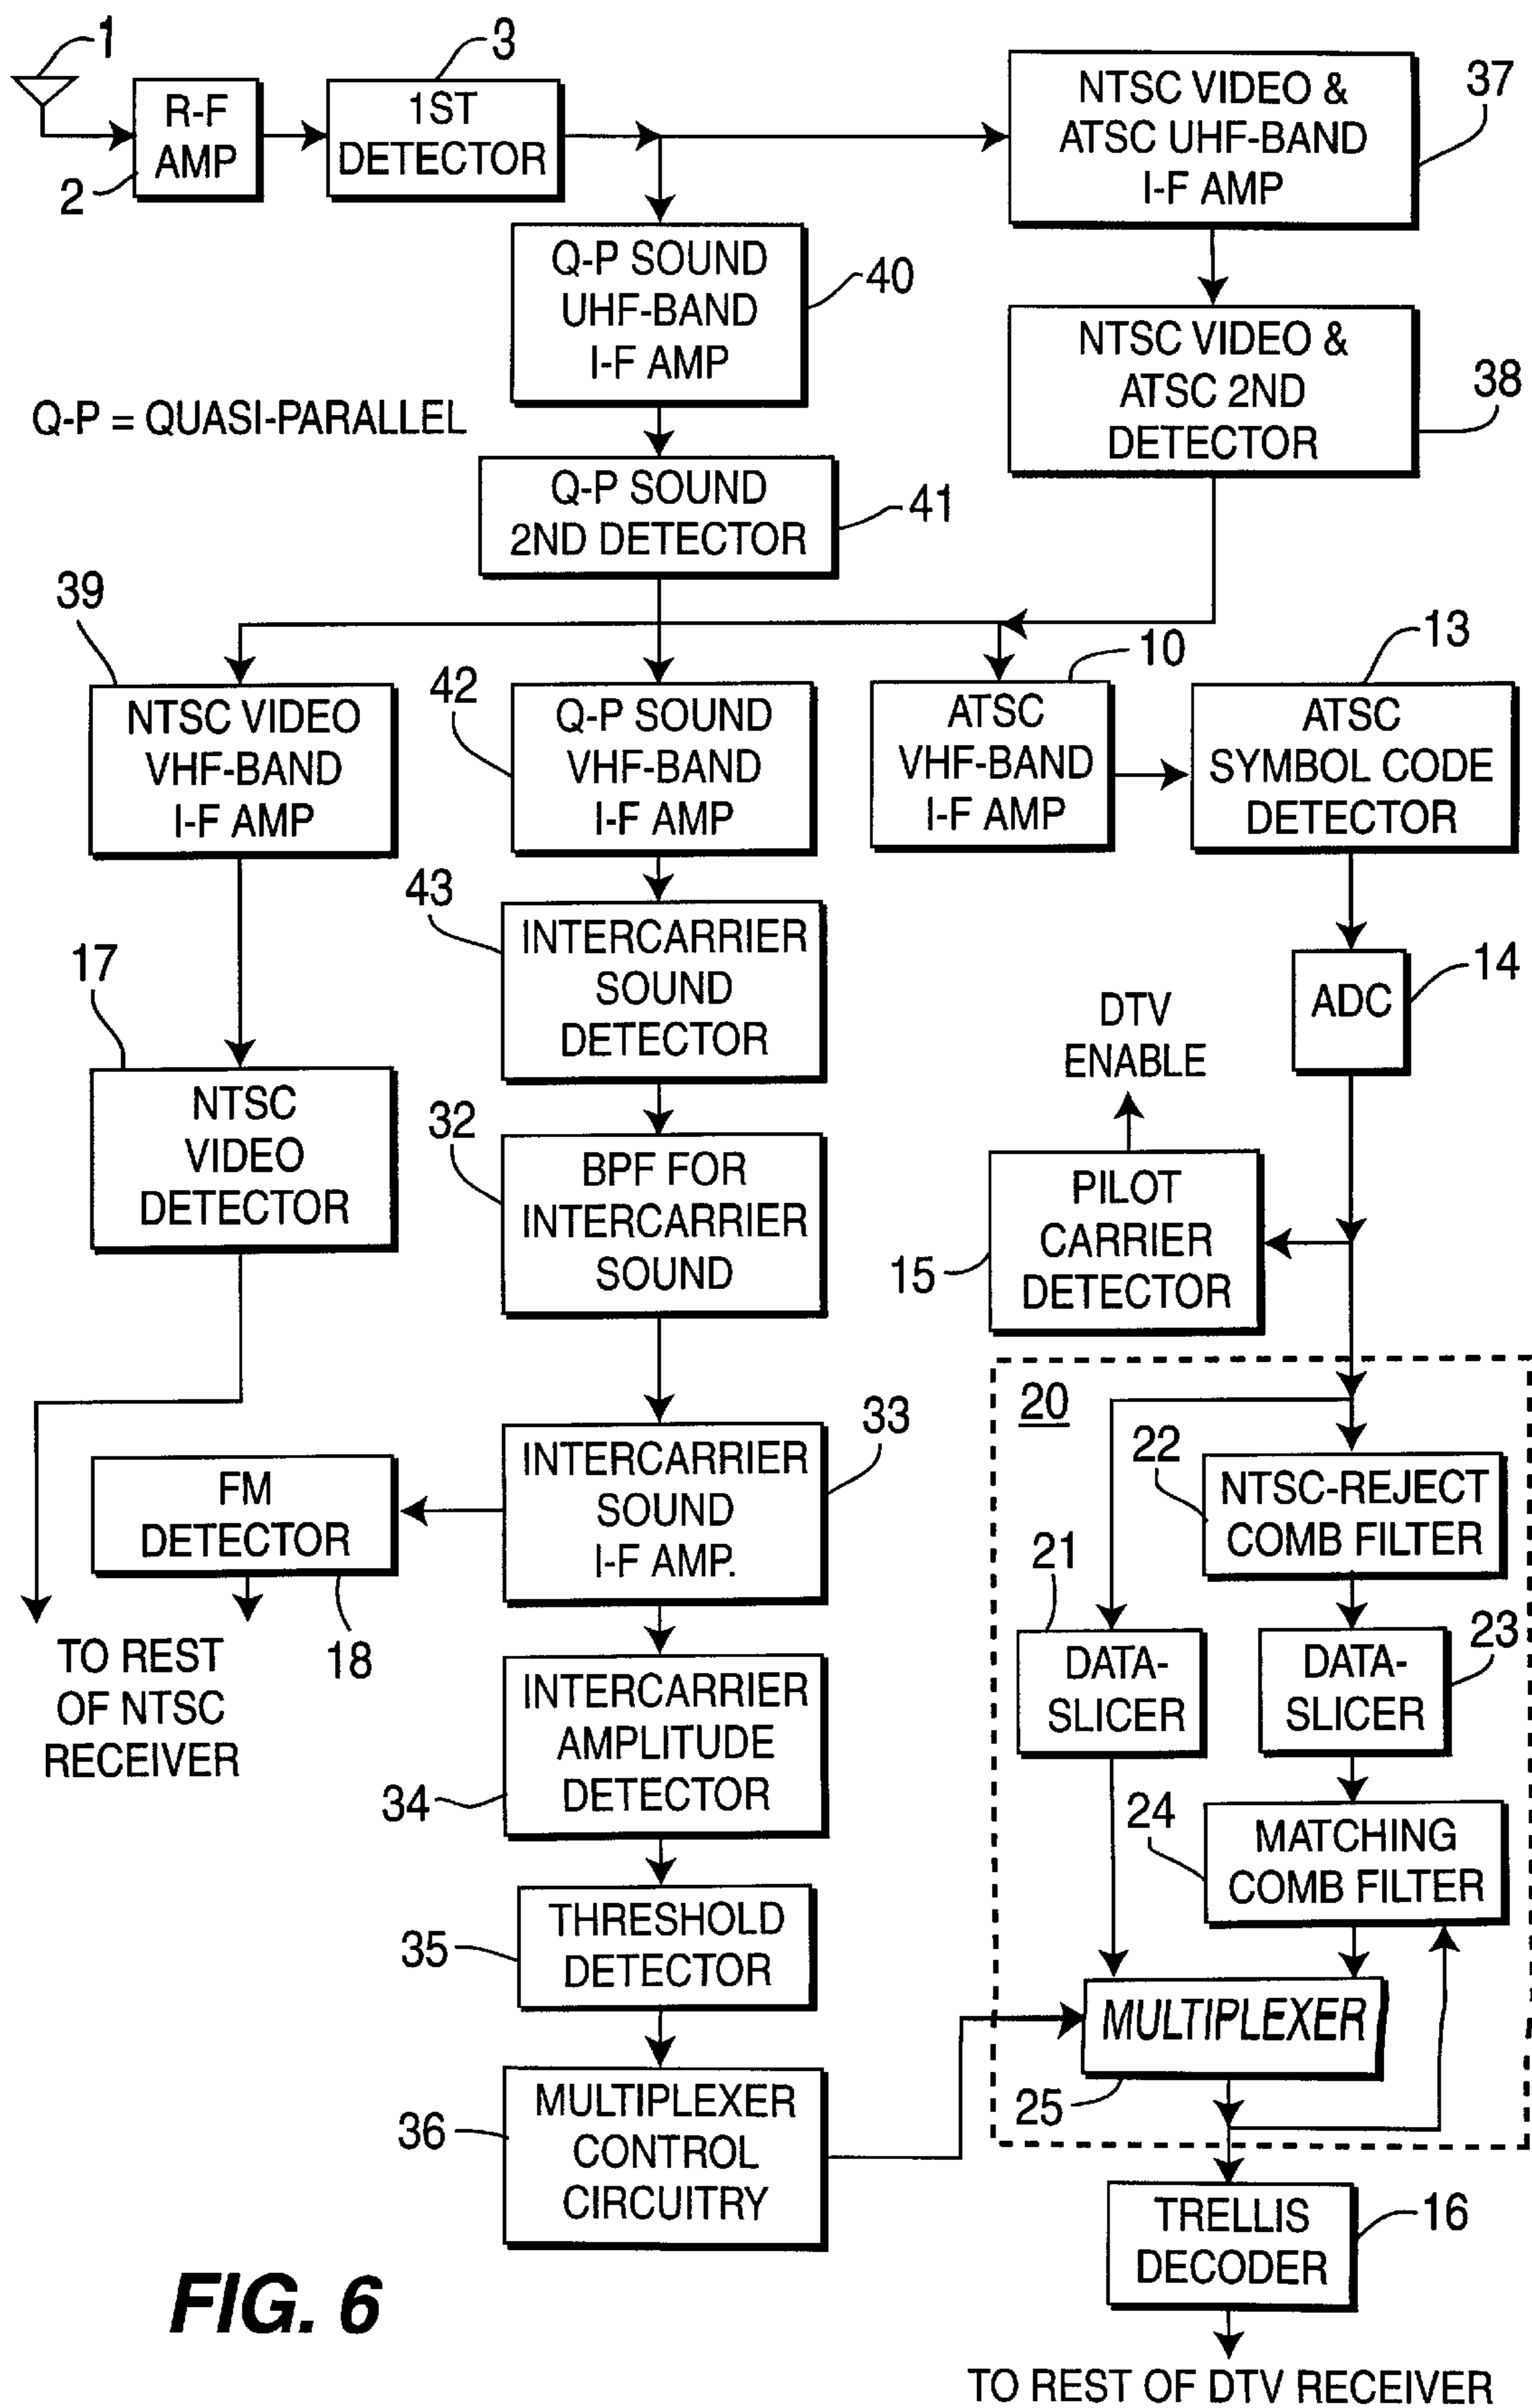 1
R-F
AMP
2
3
1ST
DETECTOR
NTSC VIDEO &
ATSC UHF-BAND
I-F AMP
37
Q-P SOUND
UHF-BAND
I-F AMP
40
NTSC VIDEO &
ATSC 2ND
DETECTOR
38
Q-P = QUASI-PARALLEL
Q-P SOUND
2ND DETECTOR
41
39
NTSC VIDEO
VHF-BAND
I-F AMP
42
Q-P SOUND
VHF-BAND
I-F AMP
10
ATSC
VHF-BAND
I-F AMP
13
ATSC
SYMBOL CODE
DETECTOR
43
INTERCARRIER
SOUND
DETECTOR
14
ADC
17
NTSC
VIDEO
DETECTOR
DTV
ENABLE
32
BPF FOR
INTERCARRIER
SOUND
15
PILOT
CARRIER
DETECTOR
20
33
INTERCARRIER
SOUND
I-F AMP.
FM
DETECTOR
18
TO REST
OF NTSC
RECEIVER
22
NTSC-REJECT
COMB FILTER
21
DATA-
SLICER
23
DATA-
SLICER
34
INTERCARRIER
AMPLITUDE
DETECTOR
24
MATCHING
COMB FILTER
35
THRESHOLD
DETECTOR
MULTIPLEXER
25
36
MULTIPLEXER
CONTROL
CIRCUITRY
16
TRELLIS
DECODER
FIG. 6
TO REST OF DTV RECEIVER